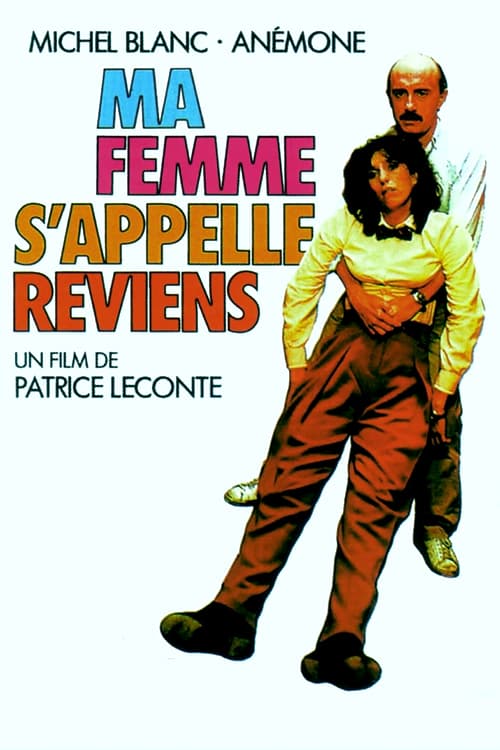 MICHEL BLANC · ANÉMONE
MA
FEMME
S'APPELLE
REVIENS
UN FILM DE
PATRICE LECONTE